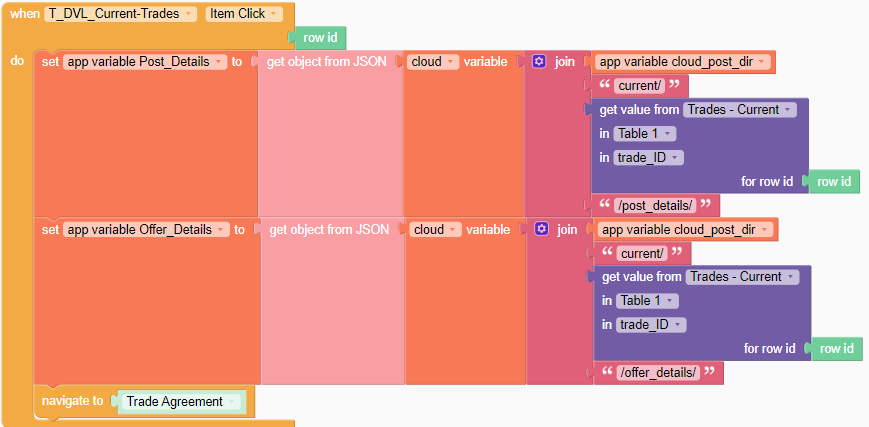 when T_DVL_Current-Trades Item Click
row id
do set app variable Post_Details to get object from JSON cloud variable join app variable cloud_post_dir
“ current/ ”
get value from Trades - Current
in Table 1
in trade_ID
for row id row id
“ /post_details/ ”
set app variable Offer_Details to get object from JSON cloud variable join app variable cloud_post_dir
“ current/ ”
get value from Trades - Current
in Table 1
in trade_ID
for row id row id
“ /offer_details/ ”
navigate to Trade Agreement